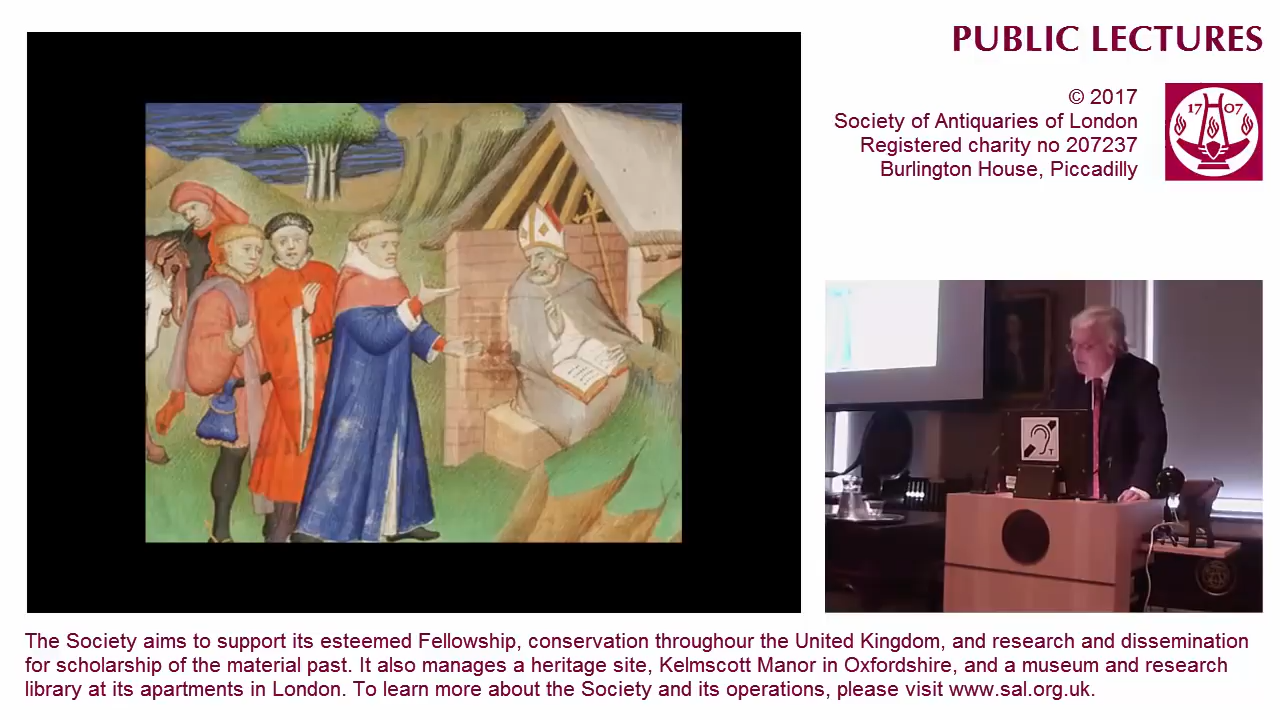 PUBLIC LECTURES
© 2017
Society of Antiquaries of London
Registered charity no 207237
Burlington House, Piccadilly
17 07
T
The Society aims to support its esteemed Fellowship, conservation throughour the United Kingdom, and research and dissemination
for scholarship of the material past. It also manages a heritage site, Kelmscott Manor in Oxfordshire, and a museum and research
library at its apartments in London. To learn more about the Society and its operations, please visit www.sal.org.uk.